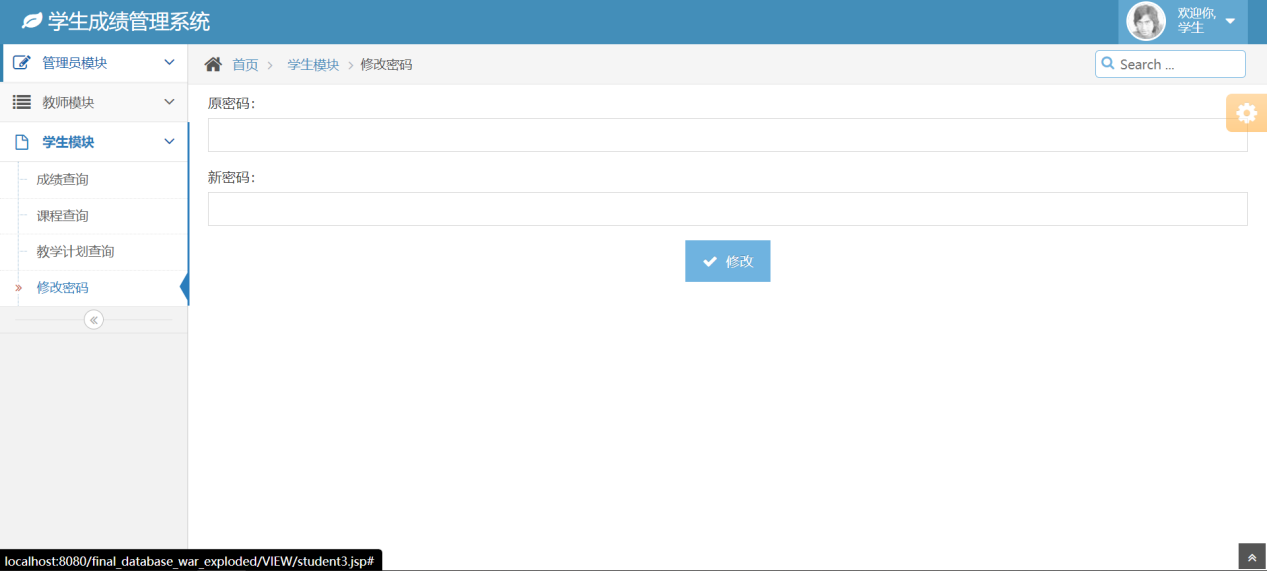 学生成绩管理系统
欢迎你,
学生
管理员模块
教师模块
学生模块
成绩查询
课程查询
教学计划查询
修改密码
首页 学生模块 修改密码
Search ...
原密码:
新密码:
修改
localhost:8080/final_database_war_exploded/VIEW/student3.jsp#